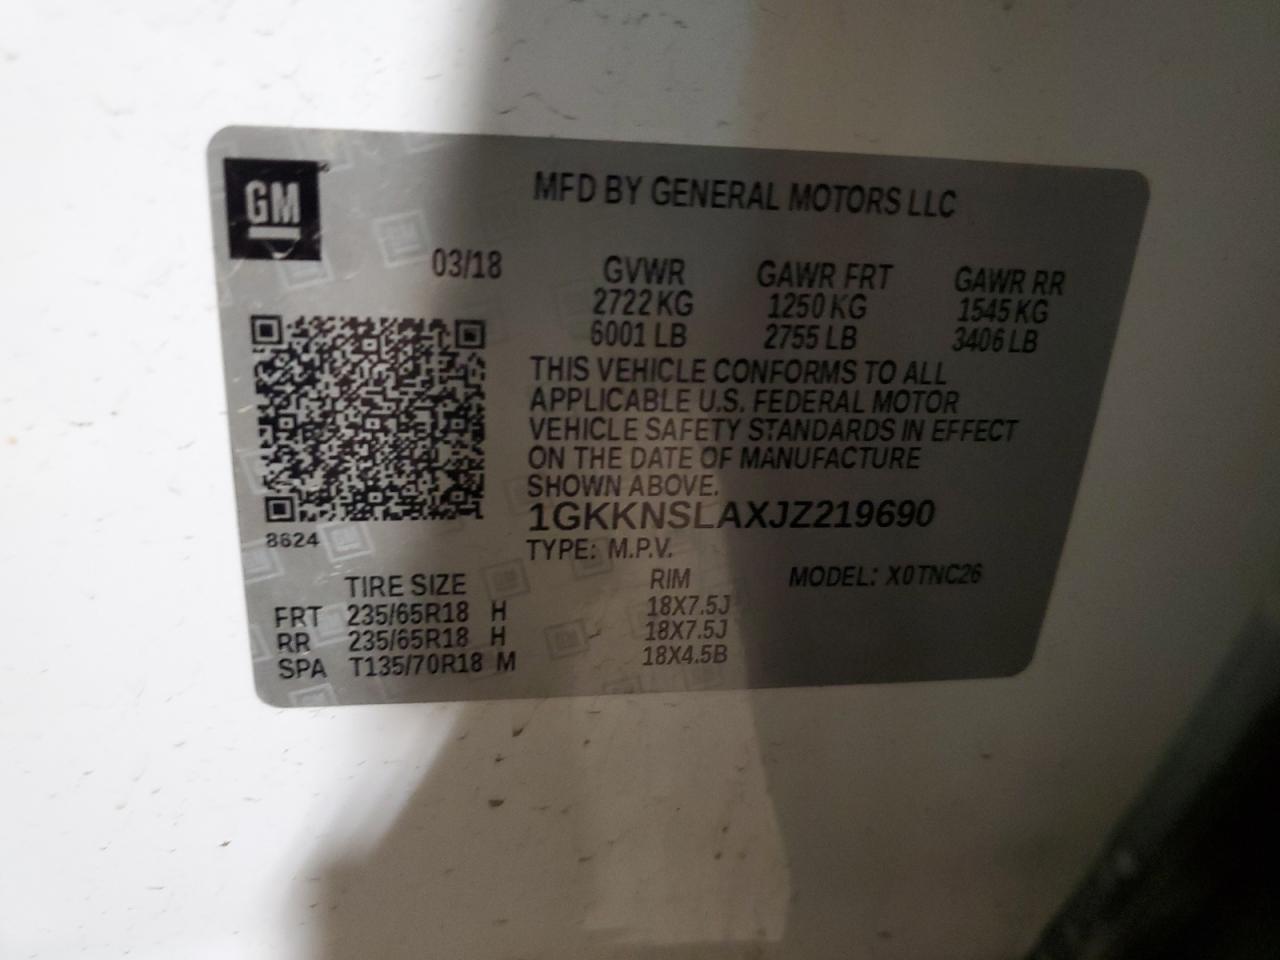 GM
MFD BY GENERAL MOTORS LLC
03/18
GVWR GAWR FRT GAWR RR
2722 KG 1250 KG 1545 KG
6001 LB 2755 LB 3406 LB
THIS VEHICLE CONFORMS TO ALL
APPLICABLE U.S. FEDERAL MOTOR
VEHICLE SAFETY STANDARDS IN EFFECT
ON THE DATE OF MANUFACTURE
SHOWN ABOVE.
1GKKNSLAXJZ219690
8624
TYPE: M.P.V.
MODEL: X0TNC26
TIRE SIZE RIM
FRT 235/65R18 H 18X7.5J
RR 235/65R18 H 18X7.5J
SPA T135/70R18 M 18X4.5B